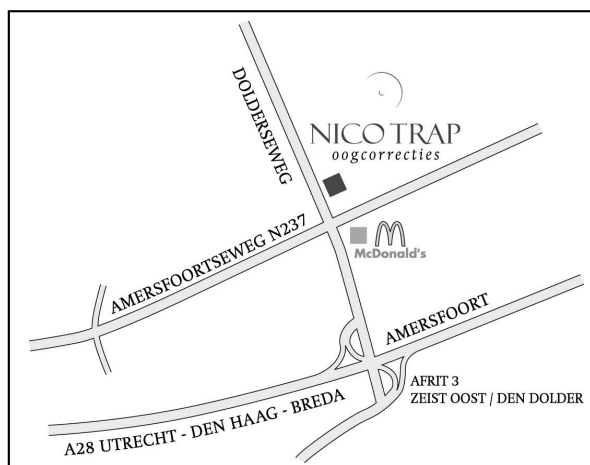 DOLDERSEWEG
NICO TRAP
oogcorrecties
AMERSFOORTSEWEG N237
McDonald's
AMERSFOORT
AFRIT 3
ZEIST OOST / DEN DOLDER
A28 UTRECHT - DEN HAAG - BREDA